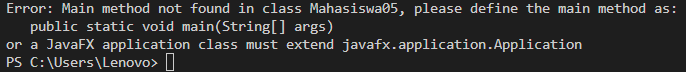 Error: Main method not found in class Mahasiswa05, please define the main method as:
   public static void main(String[] args)
or a JavaFX application class must extend javafx.application.Application
PS C:\Users\Lenovo>